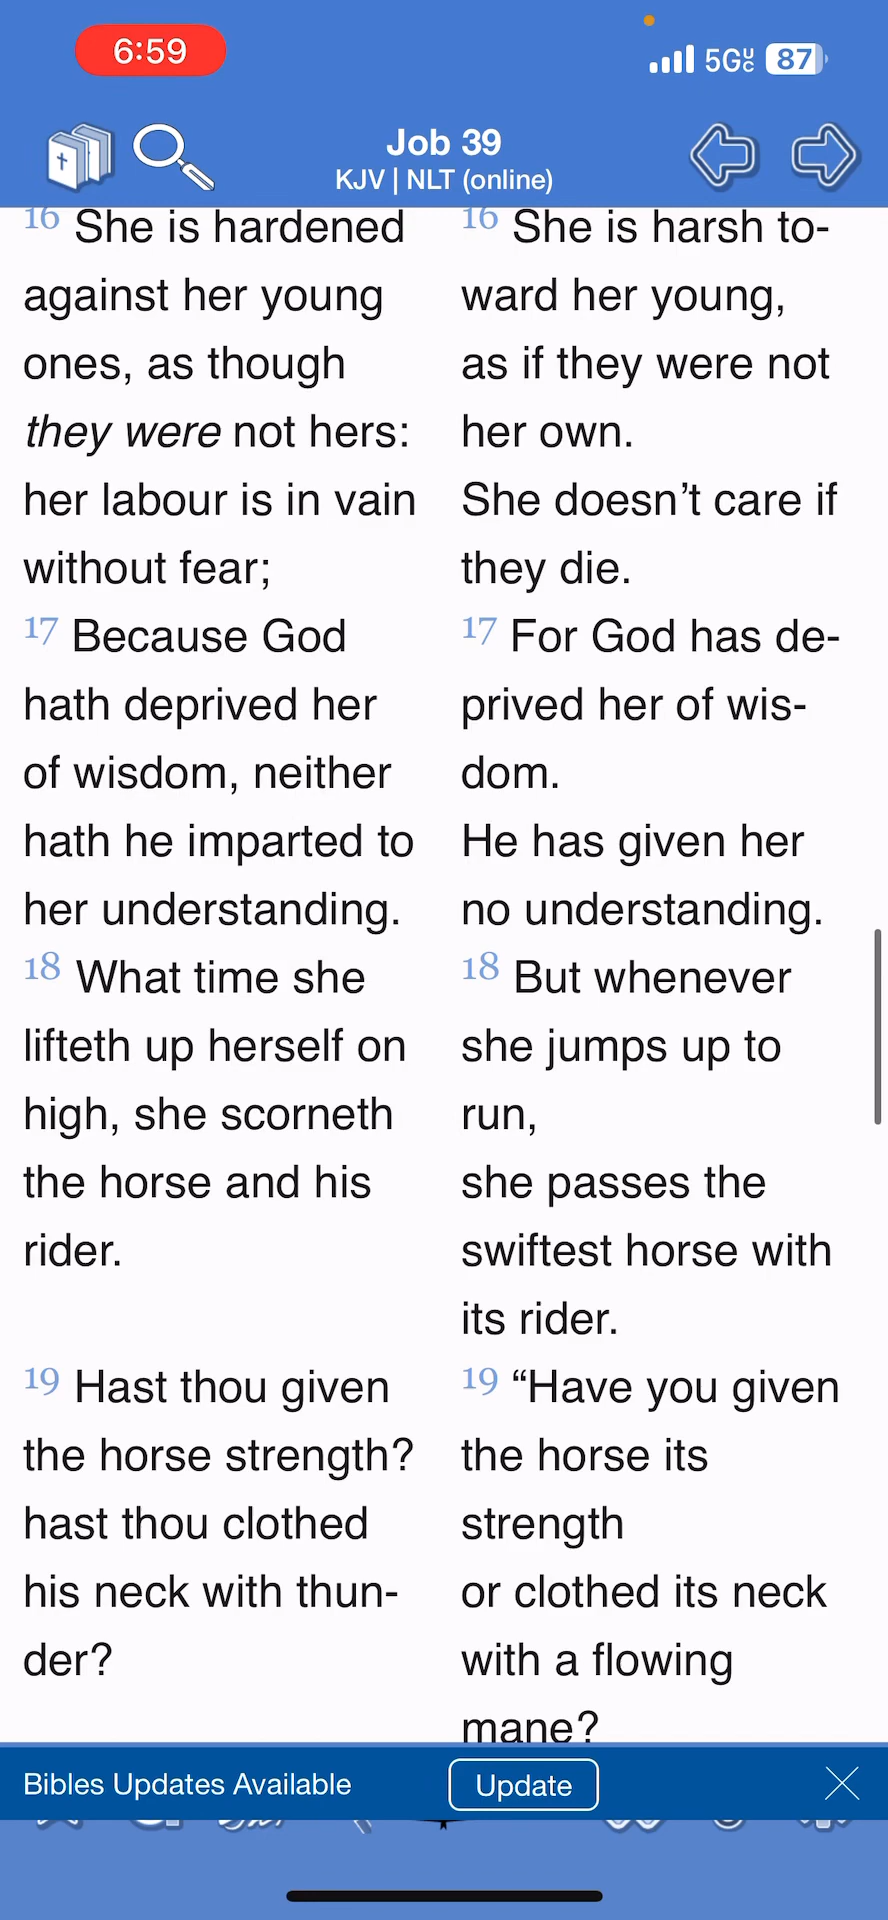 6:59
5GUC 87
Job 39
KJV | NLT (online)
16 She is hardened
against her young
ones, as though
they were not hers:
her labour is in vain
without fear;
17 Because God
hath deprived her
of wisdom, neither
hath he imparted to
her understanding.
18 What time she
lifteth up herself on
high, she scorneth
the horse and his
rider.
19 Hast thou given
the horse strength?
hast thou clothed
his neck with thun-
der?
16 She is harsh to-
ward her young,
as if they were not
her own.
She doesn’t care if
they die.
17 For God has de-
prived her of wis-
dom.
He has given her
no understanding.
18 But whenever
she jumps up to
run,
she passes the
swiftest horse with
its rider.
19 “Have you given
the horse its
strength
or clothed its neck
with a flowing
mane?
Bibles Updates Available
Update